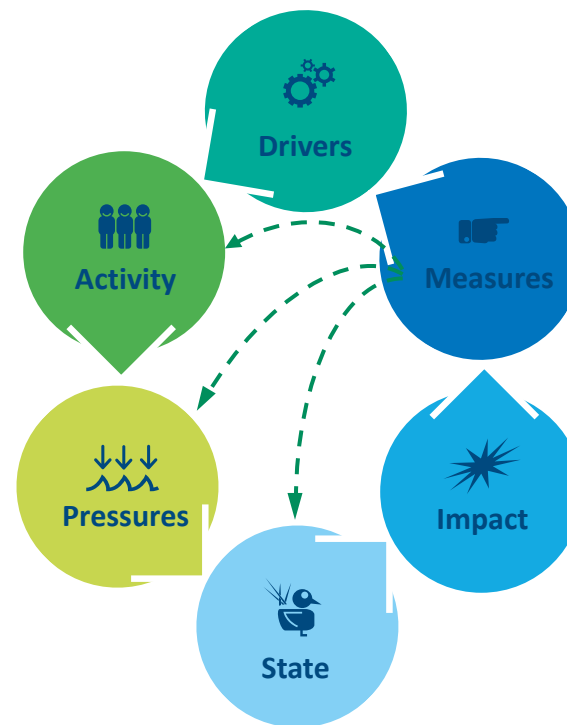 Drivers
Measures
Activity
Pressures
Impact
State